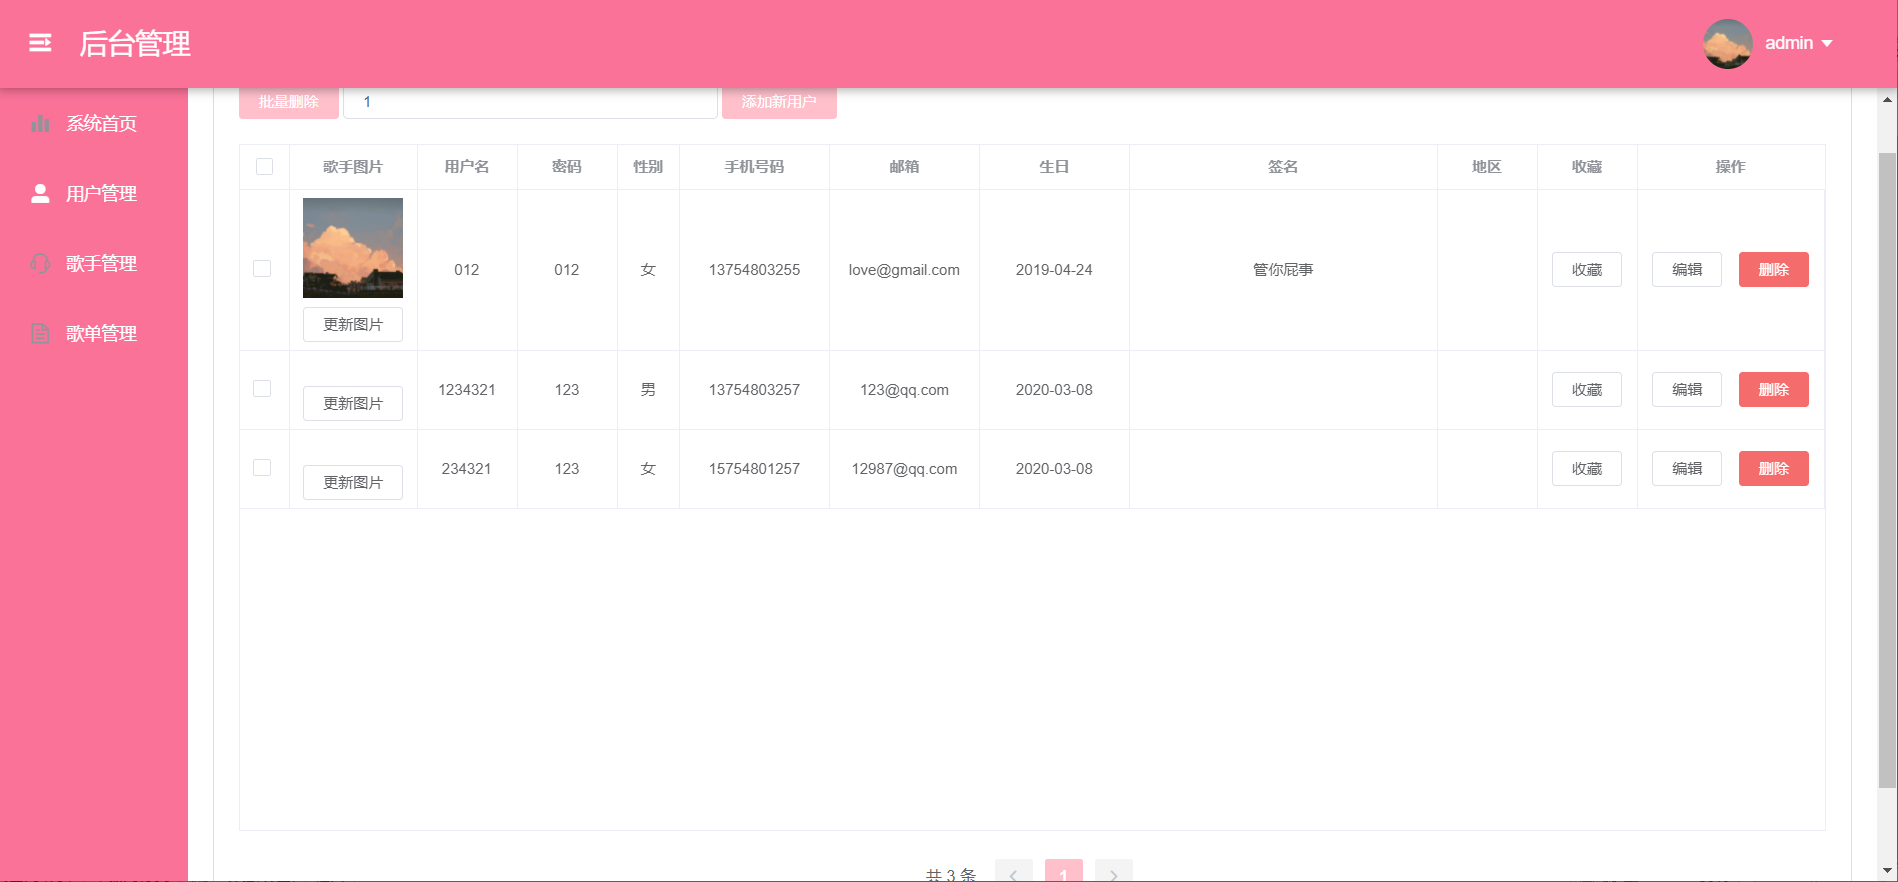 后台管理
admin
系统首页
用户管理
歌手管理
歌单管理
批量删除 1 添加新用户
歌手图片 用户名 密码 性别 手机号码 邮箱 生日 签名 地区 收藏 操作
012 012 女 13754803255 love@gmail.com 2019-04-24 管你屁事 收藏 编辑 删除
更新图片
1234321 123 男 13754803257 123@qq.com 2020-03-08 收藏 编辑 删除
更新图片
234321 123 女 15754801257 12987@qq.com 2020-03-08 收藏 编辑 删除
更新图片
共 3 条 1